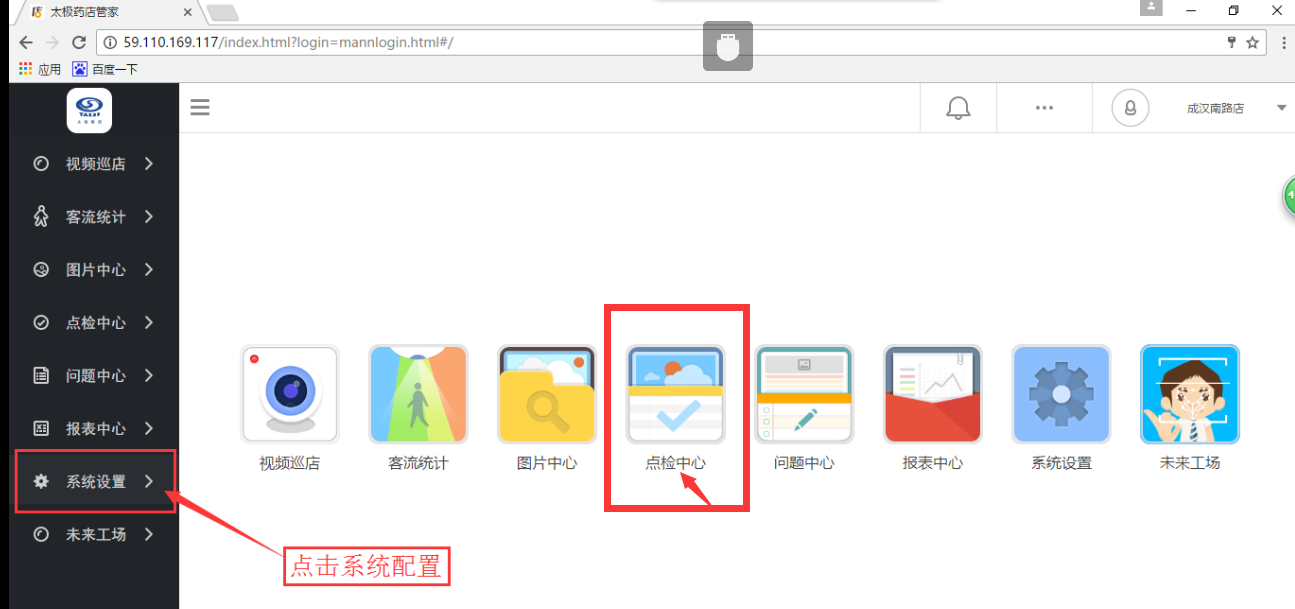 太极药店管家
59.110.169.117/index.html?login=mannlogin.html#/
应用 百度一下
TAIJI
成汉南路店
视频巡店
客流统计
图片中心
点检中心
问题中心
报表中心
系统设置
未来工场
视频巡店 客流统计 图片中心 点检中心 问题中心 报表中心 系统设置 未来工场
点击系统配置